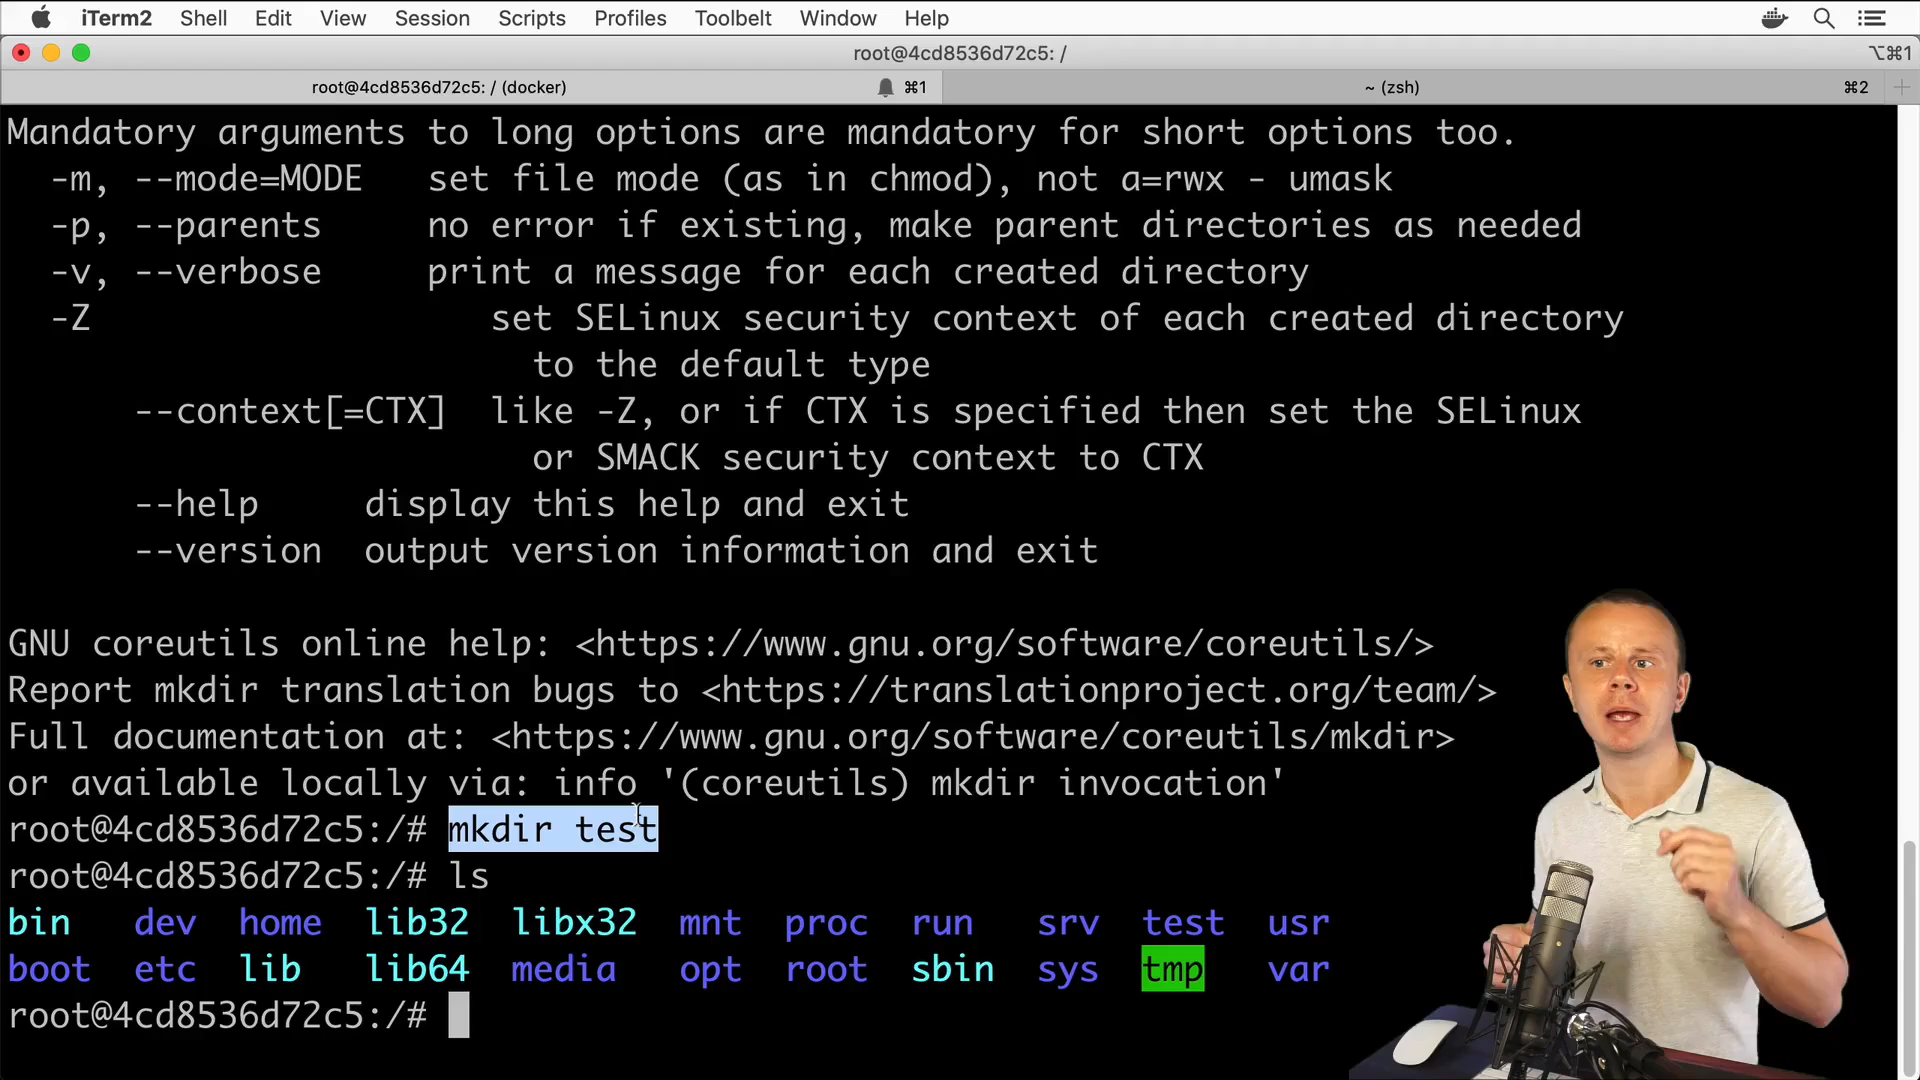 iTerm2 Shell Edit View Session Scripts Profiles Toolbelt Window Help
root@4cd8536d72c5: / ⌥⌘1
root@4cd8536d72c5: / (docker) ⌘1 ~ (zsh) ⌘2 +
Mandatory arguments to long options are mandatory for short options too.
-m, --mode=MODE set file mode (as in chmod), not a=rwx - umask
-p, --parents no error if existing, make parent directories as needed
-v, --verbose print a message for each created directory
-Z set SELinux security context of each created directory
to the default type
--context[=CTX] like -Z, or if CTX is specified then set the SELinux
or SMACK security context to CTX
--help display this help and exit
--version output version information and exit
GNU coreutils online help: <https://www.gnu.org/software/coreutils/>
Report mkdir translation bugs to <https://translationproject.org/team/>
Full documentation at: <https://www.gnu.org/software/coreutils/mkdir>
or available locally via: info '(coreutils) mkdir invocation'
root@4cd8536d72c5:/# mkdir test
root@4cd8536d72c5:/# ls
bin dev home lib32 libx32 mnt proc run srv test usr
boot etc lib lib64 media opt root sbin sys tmp var
root@4cd8536d72c5:/#